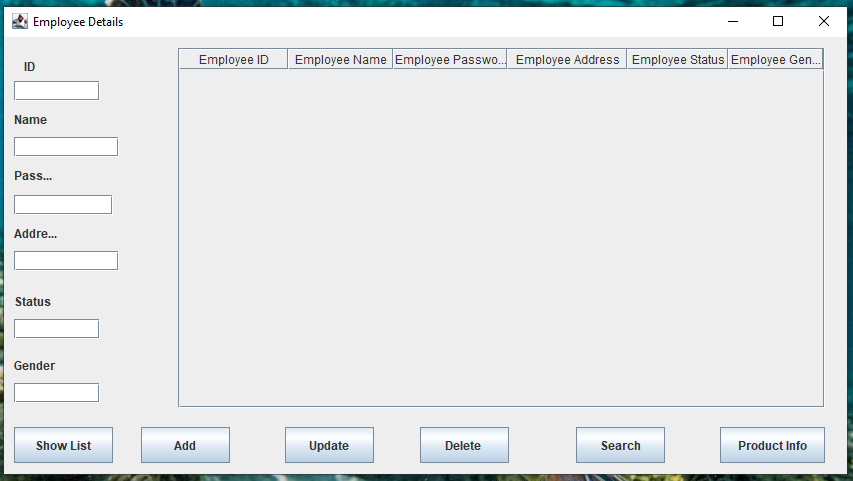 Employee Details
ID
Name
Pass...
Addre...
Status
Gender
Employee ID Employee Name Employee Passwo... Employee Address Employee Status Employee Gen...
Show List Add Update Delete Search Product Info